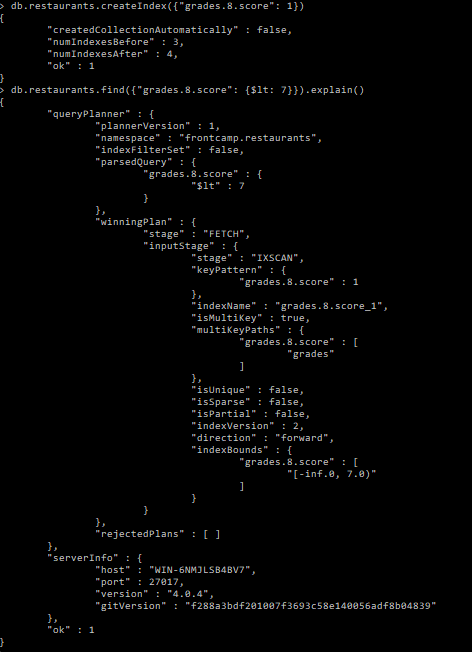 > db.restaurants.createIndex({"grades.8.score": 1})
{
        "createdCollectionAutomatically" : false,
        "numIndexesBefore" : 3,
        "numIndexesAfter" : 4,
        "ok" : 1
}
> db.restaurants.find({"grades.8.score": {$lt: 7}}).explain()
{
        "queryPlanner" : {
                "plannerVersion" : 1,
                "namespace" : "frontcamp.restaurants",
                "indexFilterSet" : false,
                "parsedQuery" : {
                        "grades.8.score" : {
                                "$lt" : 7
                        }
                },
                "winningPlan" : {
                        "stage" : "FETCH",
                        "inputStage" : {
                                "stage" : "IXSCAN",
                                "keyPattern" : {
                                        "grades.8.score" : 1
                                },
                                "indexName" : "grades.8.score_1",
                                "isMultiKey" : true,
                                "multiKeyPaths" : {
                                        "grades.8.score" : [
                                                "grades"
                                        ]
                                },
                                "isUnique" : false,
                                "isSparse" : false,
                                "isPartial" : false,
                                "indexVersion" : 2,
                                "direction" : "forward",
                                "indexBounds" : {
                                        "grades.8.score" : [
                                                "[-inf.0, 7.0)"
                                        ]
                                }
                        }
                },
                "rejectedPlans" : [ ]
        },
        "serverInfo" : {
                "host" : "WIN-6NMJLSB4BV7",
                "port" : 27017,
                "version" : "4.0.4",
                "gitVersion" : "f288a3bdf201007f3693c58e140056adf8b04839"
        },
        "ok" : 1
}